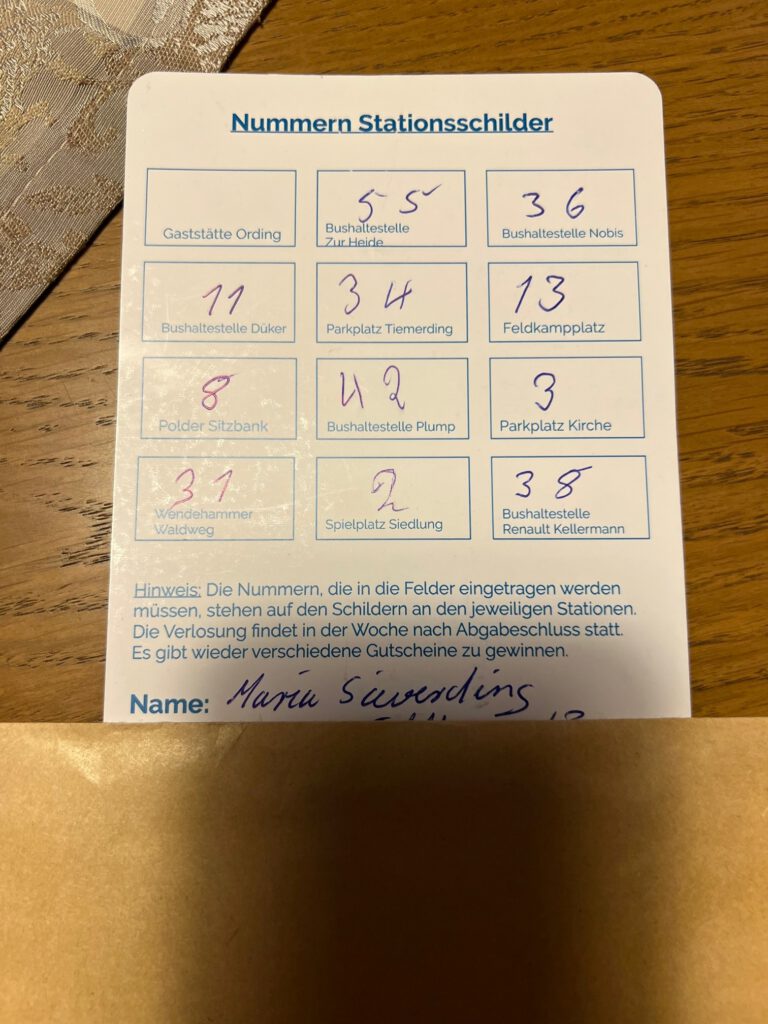 Nummern Stationsschilder
Gaststätte Ording
55
Bushaltestelle
Zur Heide
36
Bushaltestelle Nobis
11
Bushaltestelle Düker
34
Parkplatz Tiemerding
13
Feldkampplatz
8
Polder Sitzbank
42
Bushaltestelle Plump
3
Parkplatz Kirche
31
Wendehammer
Waldweg
2
Spielplatz Siedlung
38
Bushaltestelle
Renault Kellermann
Hinweis: Die Nummern, die in die Felder eingetragen werden
müssen, stehen auf den Schildern an den jeweiligen Stationen.
Die Verlosung findet in der Woche nach Abgabeschluss statt.
Es gibt wieder verschiedene Gutscheine zu gewinnen.
Name: Maria Sieverding